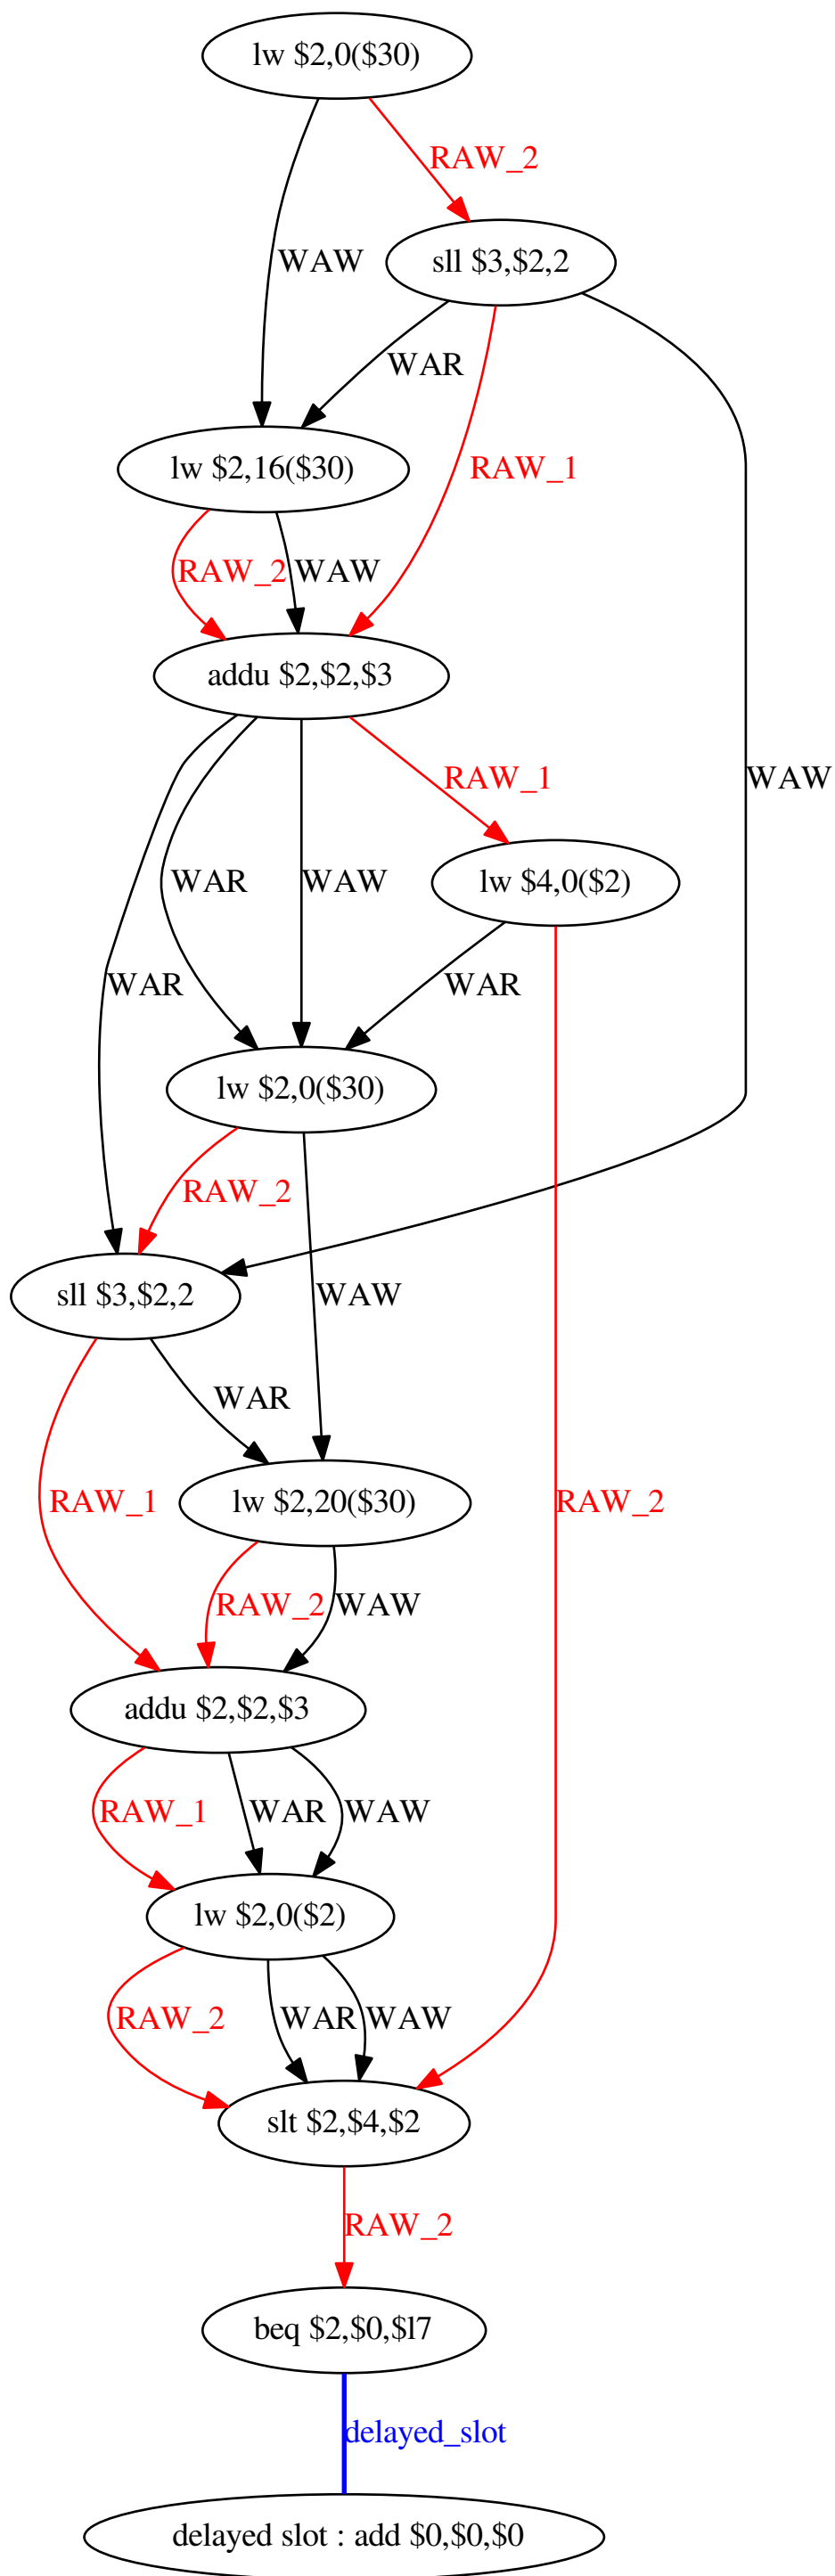 lw $2,0($30)
RAW_2
WAW
sll $3,$2,2
WAR
lw $2,16($30)
RAW_1
RAW_2
WAW
addu $2,$2,$3
RAW_1
WAW
WAR
WAW
lw $4,0($2)
WAR
WAR
lw $2,0($30)
RAW_2
sll $3,$2,2
WAW
WAR
RAW_1
lw $2,20($30)
RAW_2
RAW_2
WAW
addu $2,$2,$3
RAW_1
WAR
WAW
lw $2,0($2)
RAW_2
WAR
WAW
slt $2,$4,$2
RAW_2
beq $2,$0,$l7
delayed_slot
delayed slot : add $0,$0,$0